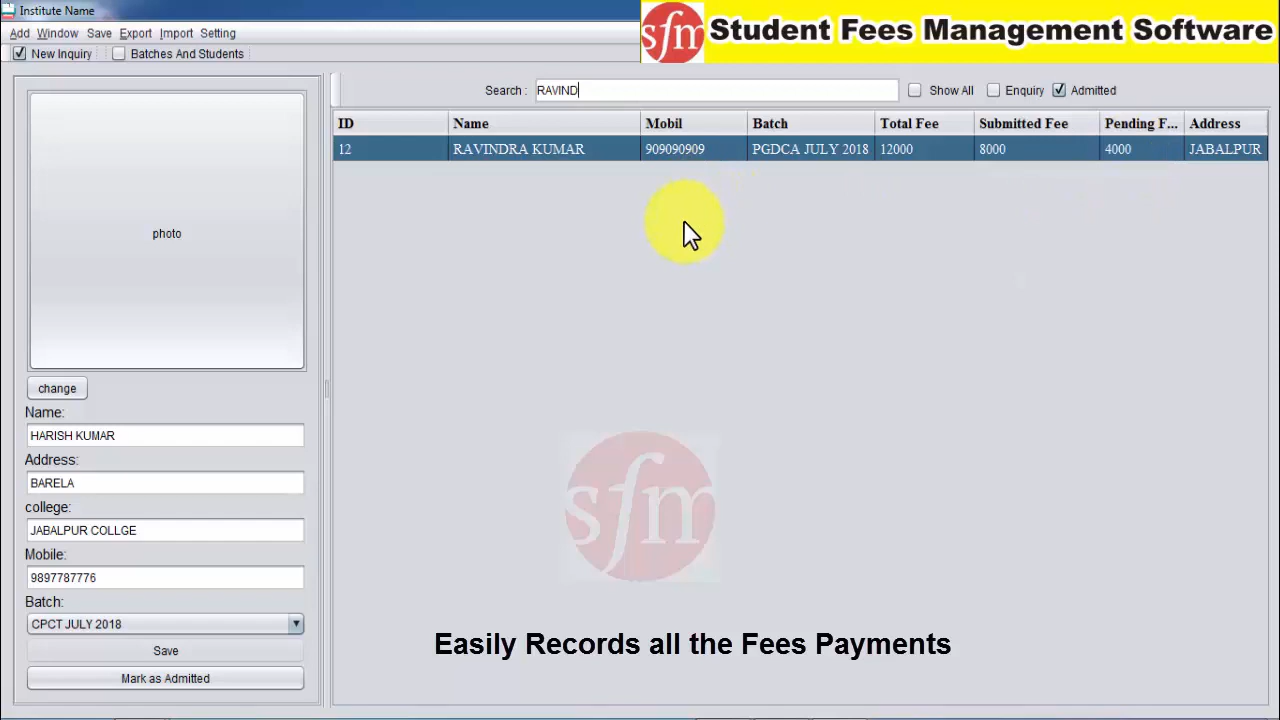 Institute Name
sfm Student Fees Management Software
Add Window Save Export Import Setting
New Inquiry Batches And Students
Search : RAVIND Show All Enquiry Admitted
ID Name Mobil Batch Total Fee Submitted Fee Pending F... Address
12 RAVINDRA KUMAR 909090909 PGDCA JULY 2018 12000 8000 4000 JABALPUR
photo
change
Name:
HARISH KUMAR
Address:
BARELA
college:
JABALPUR COLLGE
Mobile:
9897787776
Batch:
CPCT JULY 2018
Save
Mark as Admitted
sfm
Easily Records all the Fees Payments